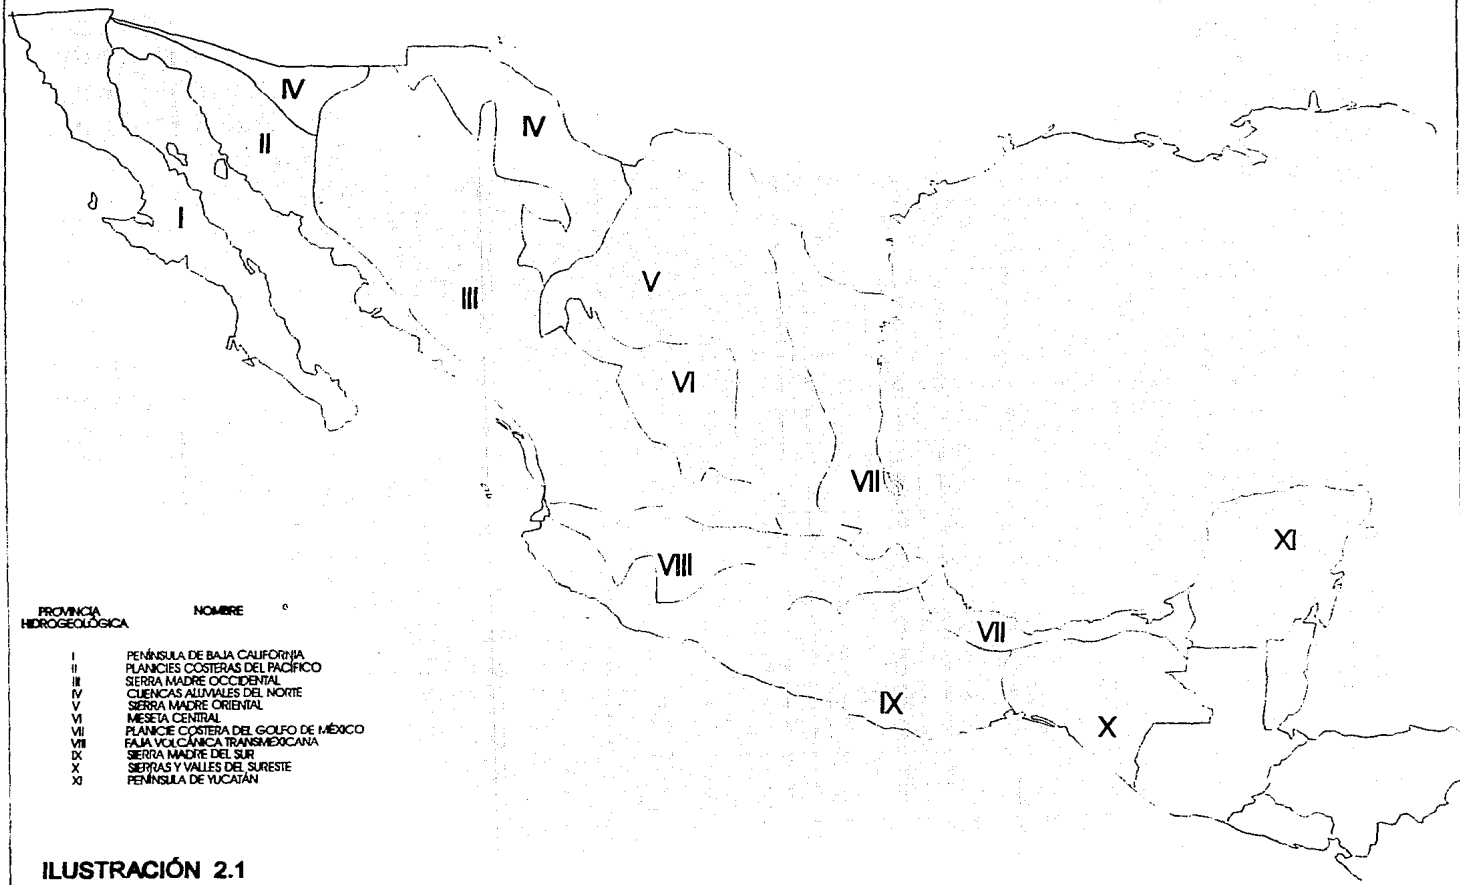 IV
IV
II
I
V
III
VI
VII
XI
VIII
VII
IX
X
PROVINCIA NOMBRE
HIDROGEOLÓGICA
I PENÍNSULA DE BAJA CALIFORNIA
II PLANICIES COSTERAS DEL PACÍFICO
III SIERRA MADRE OCCIDENTAL
IV CUENCAS ALUVIALES DEL NORTE
V SIERRA MADRE ORIENTAL
VI MESETA CENTRAL
VII PLANICIE COSTERA DEL GOLFO DE MÉXICO
VIII FAJA VOLCÁNICA TRANSMEXICANA
IX SIERRA MADRE DEL SUR
X SIERRAS Y VALLES DEL SURESTE
XI PENÍNSULA DE YUCATÁN
ILUSTRACIÓN 2.1